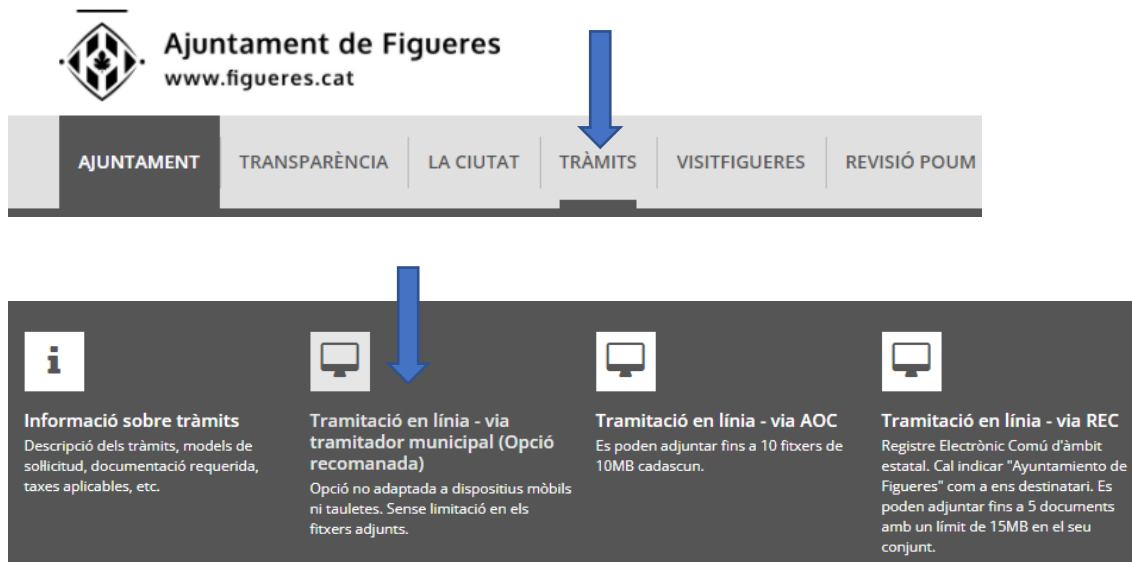 Ajuntament de Figueres
www.figueres.cat
AJUNTAMENT
TRANSPARÈNCIA
LA CIUTAT
TRÀMITS
VISITFIGUERES
REVISIÓ POUM
i
Informació sobre tràmits
Descripció dels tràmits, models de
sol·licitud, documentació requerida,
taxes aplicables, etc.
Tramitació en línia - via
tramitador municipal (Opció
recomanada)
Opció no adaptada a dispositius mòbils
ni tauletes. Sense limitació en els
fitxers adjunts.
Tramitació en línia - via AOC
Es poden adjuntar fins a 10 fitxers de
10MB cadascun.
Tramitació en línia - via REC
Registre Electrònic Comú d'àmbit
estatal. Cal indicar "Ayuntamiento de
Figueres" com a ens destinatari. Es
poden adjuntar fins a 5 documents
amb un límit de 15MB en el seu
conjunt.